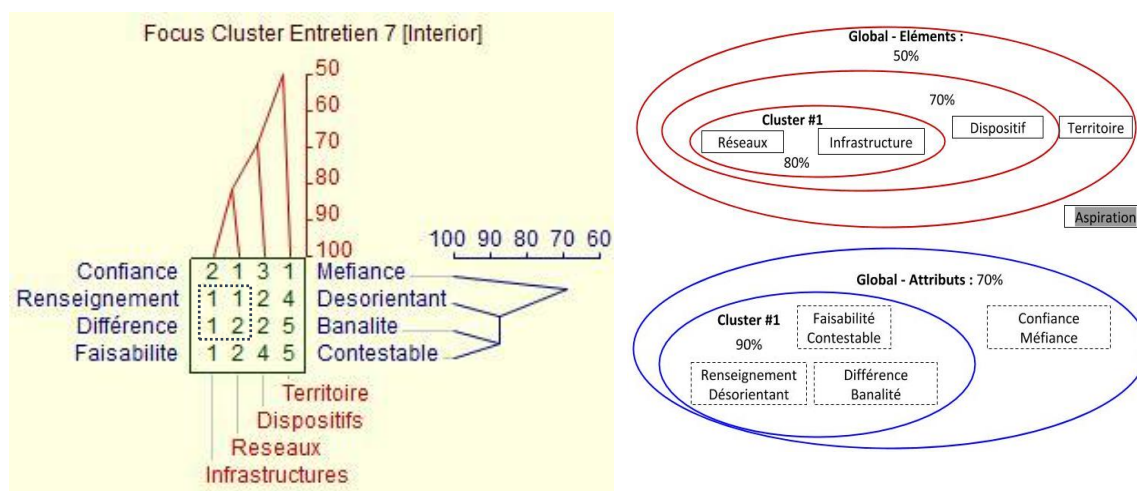 Focus Cluster Entretien 7 [Interior]
50
60
70
80
90
100
100 90 80 70 60
Confiance 2 1 3 1 Mefiance
Renseignement 1 1 2 4 Desorientant
Différence 1 2 2 5 Banalite
Faisabilite 1 2 4 5 Contestable
Territoire
Dispositifs
Reseaux
Infrastructures
Global - Eléments :
50%
70%
Cluster #1
Réseaux
Infrastructure
Dispositif
Territoire
80%
Aspiration
Global - Attributs : 70%
Cluster #1
90%
Faisabilité
Contestable
Confiance
Méfiance
Renseignement
Désorientant
Différence
Banalité